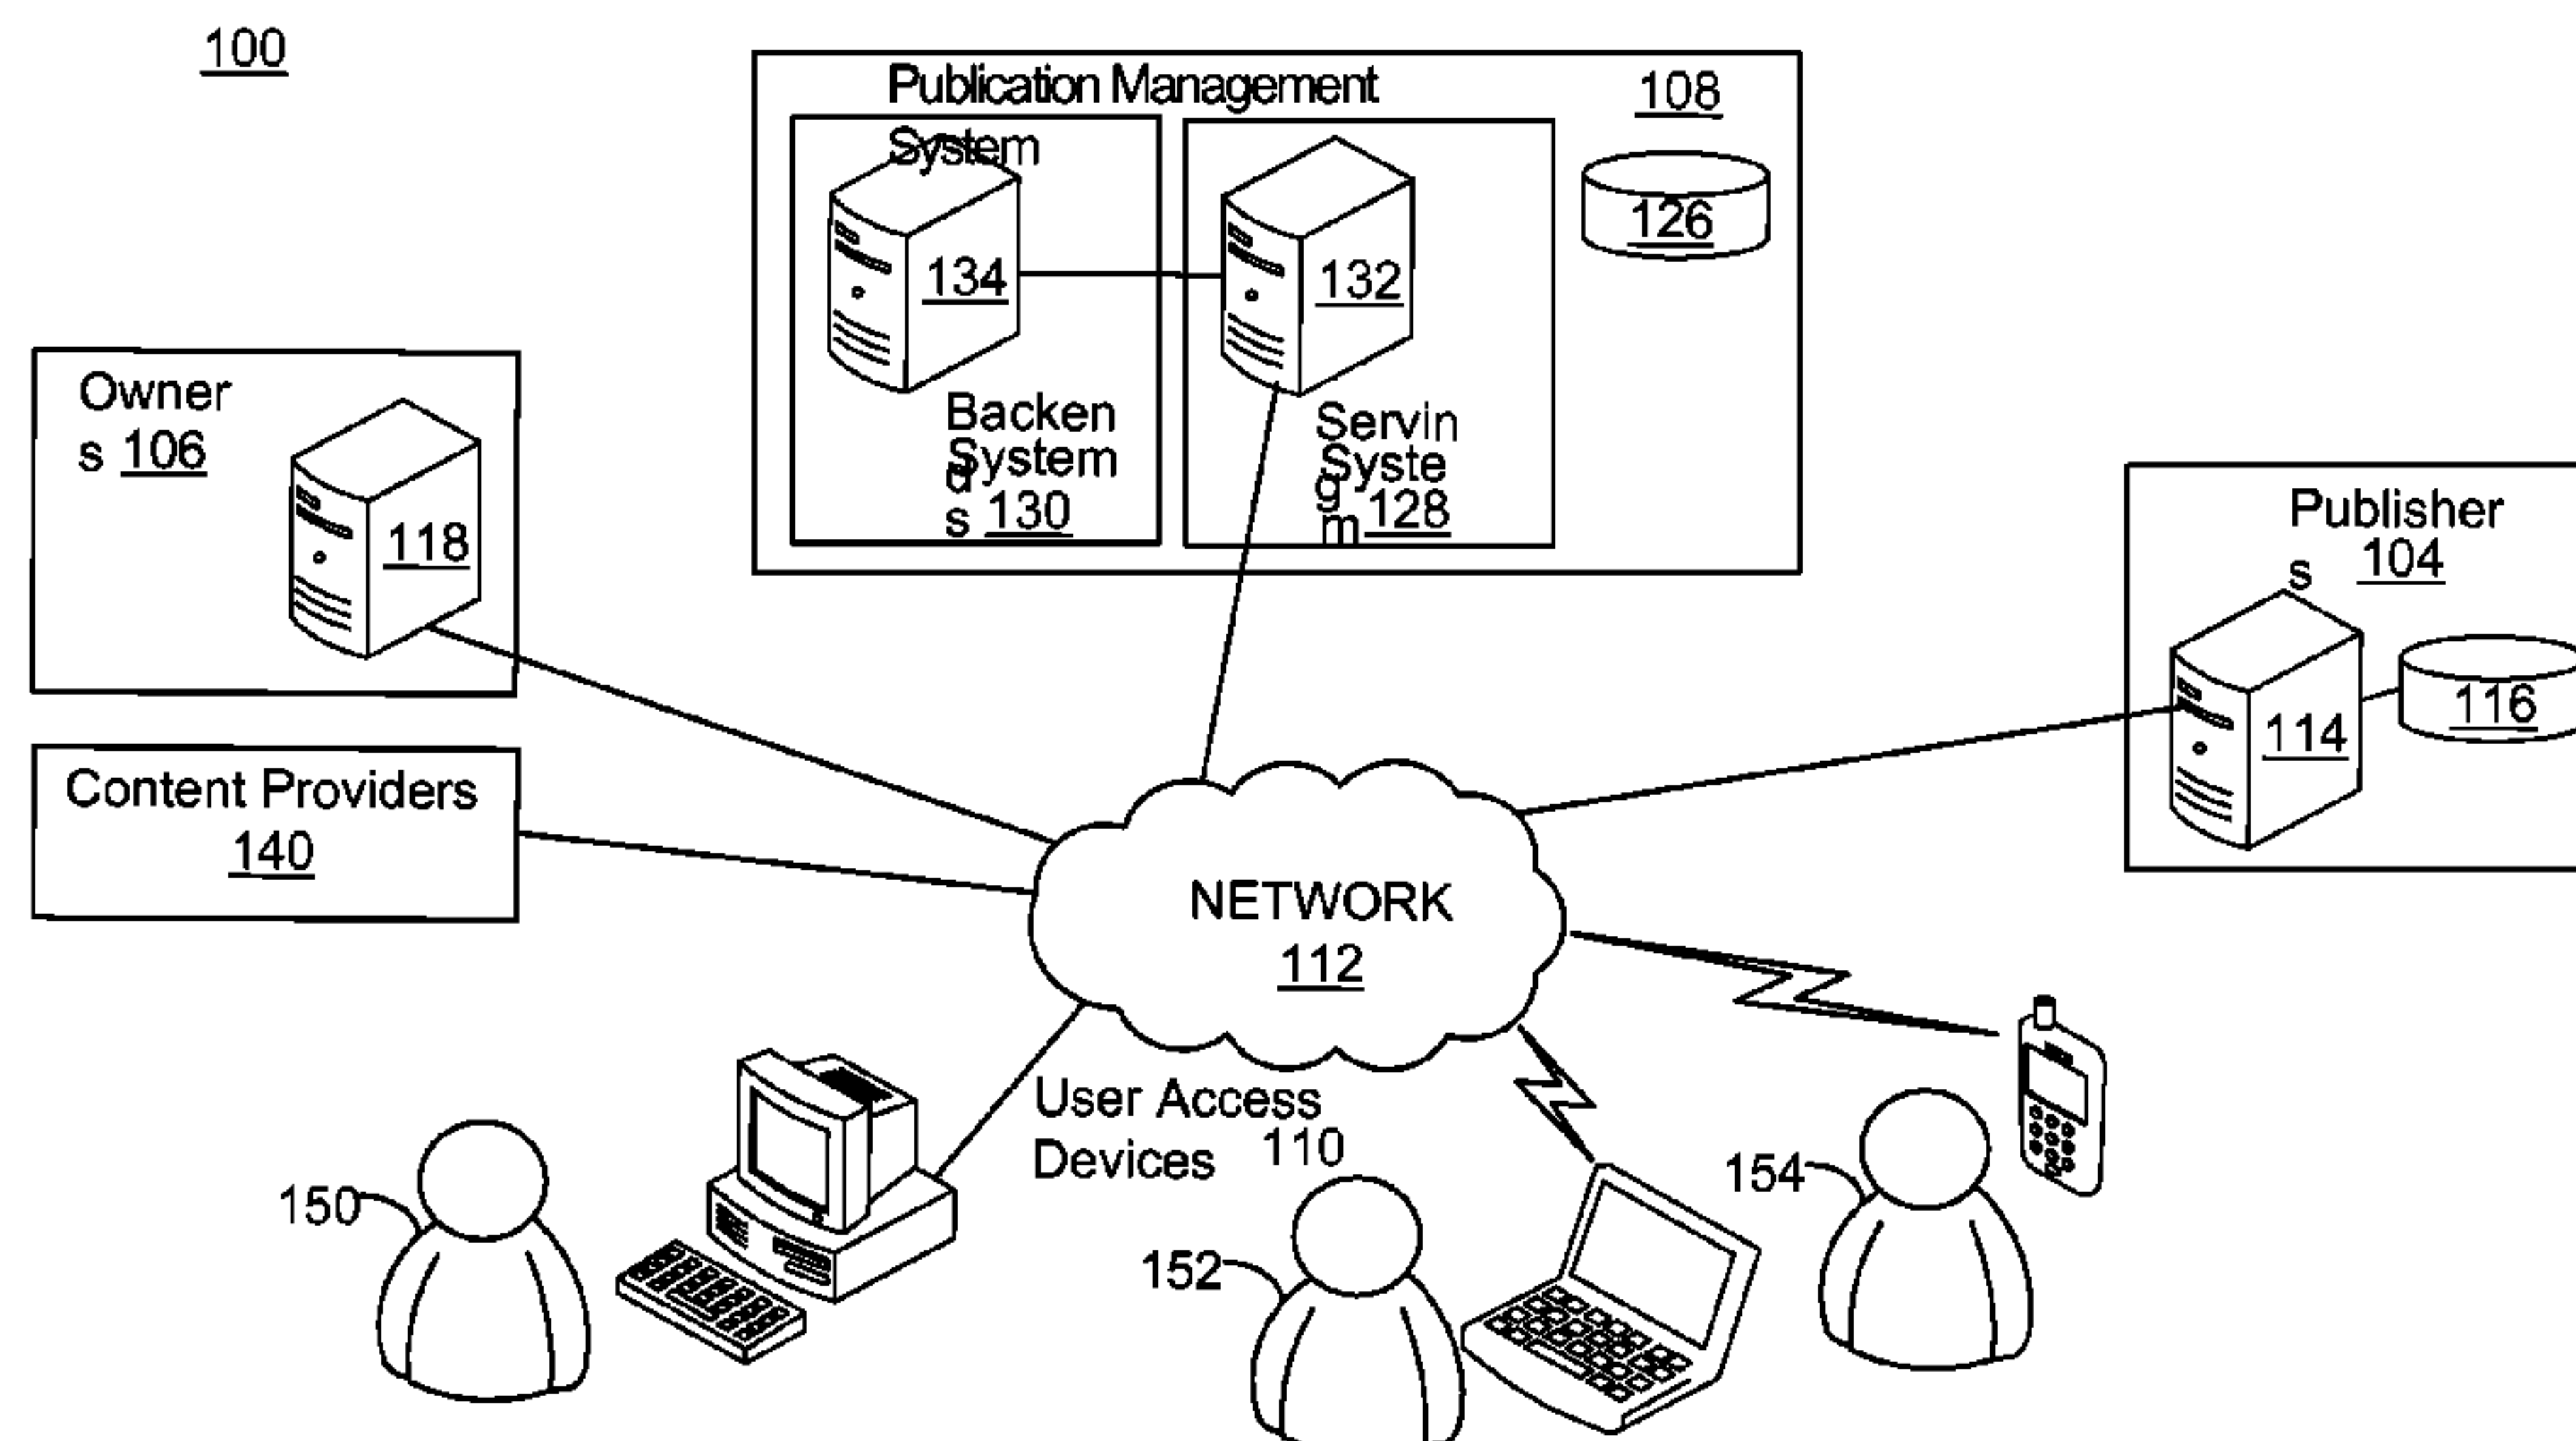 100
Publication Management
System
108
126
134
132
Backen
d
System
s 130
Servin
g
Syste
m 128
Owner
s 106
118
Publisher
s 104
114
116
Content Providers
140
NETWORK
112
User Access
Devices 110
150
152
154